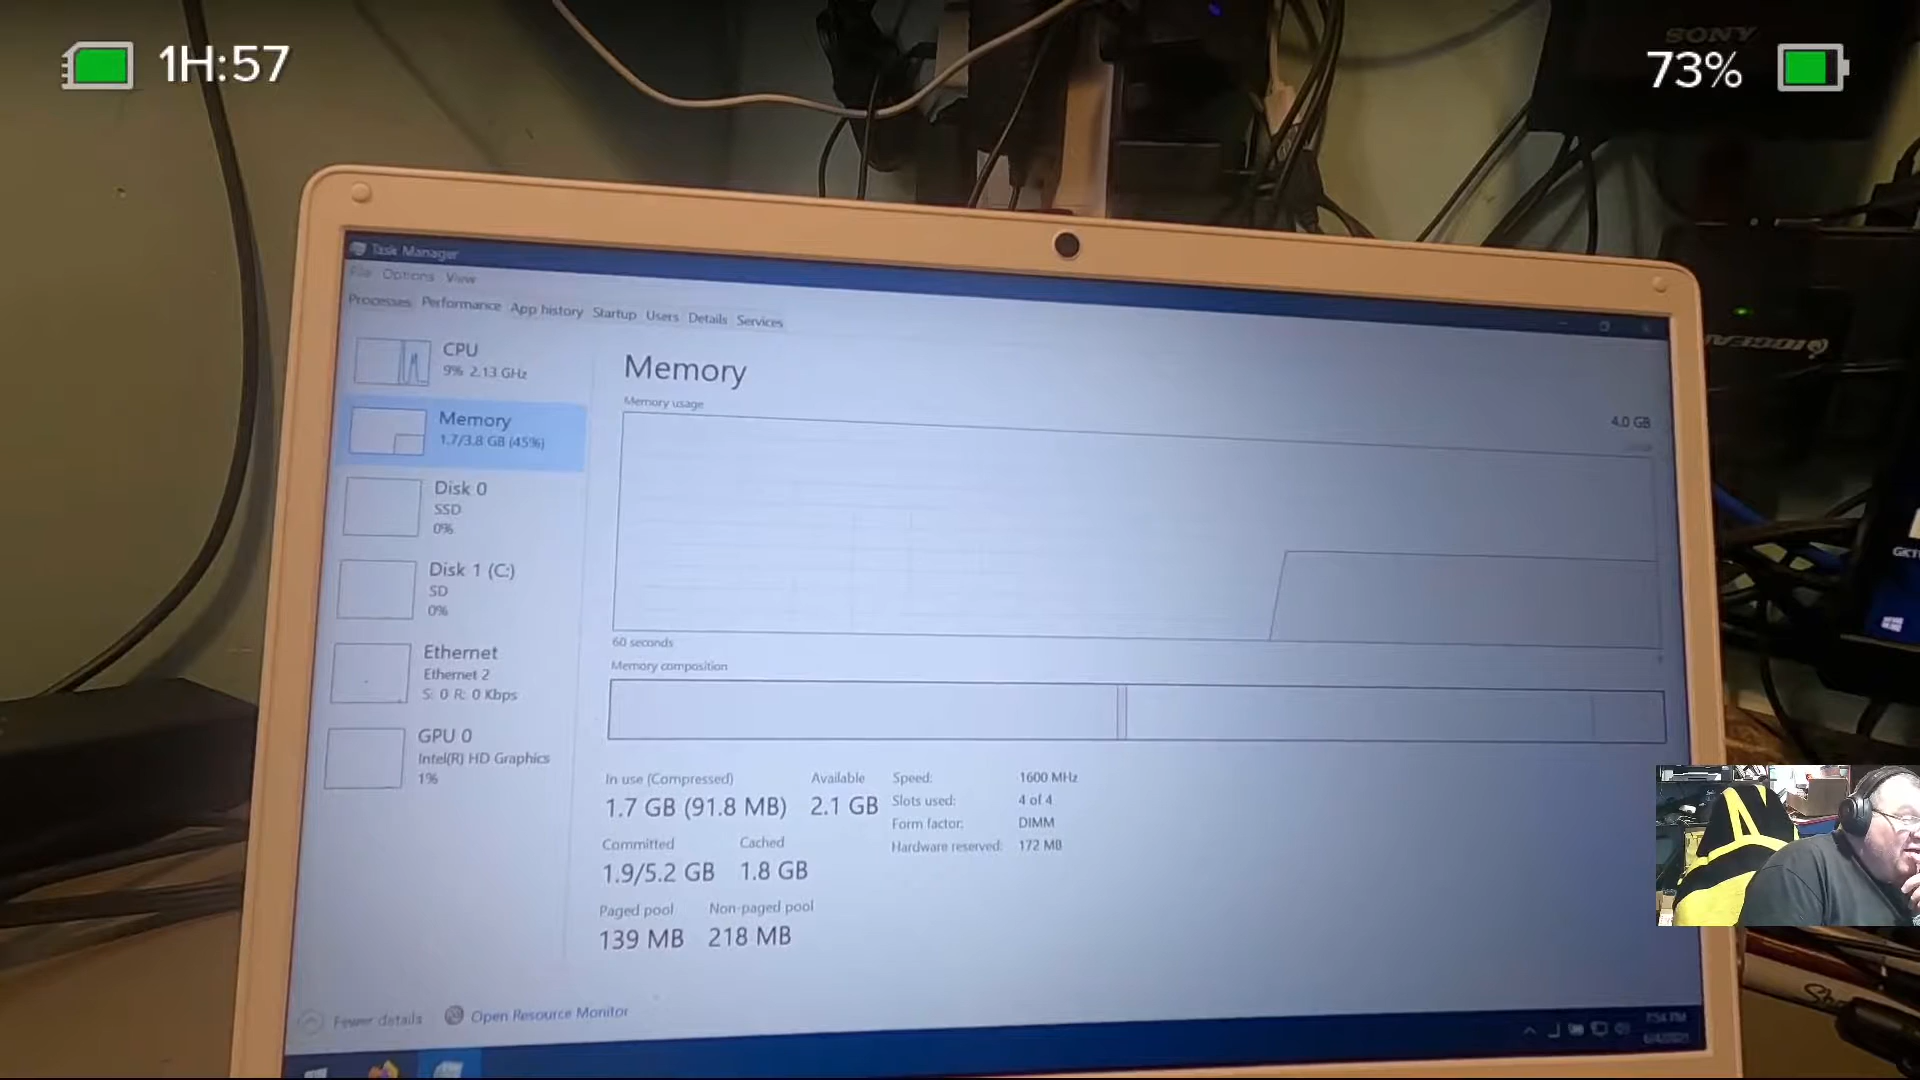 1H:57
73%
SONY
IOGEAR
Task Manager
File Options View
Processes Performance App history Startup Users Details Services
CPU
9% 2.13 GHz
Memory
1.7/3.8 GB (45%)
Disk 0
SSD
0%
Disk 1 (C:)
SD
0%
Ethernet
Ethernet 2
S: 0 R: 0 Kbps
GPU 0
Intel(R) HD Graphics
1%
Memory
Memory usage
4.0 GB
60 seconds
Memory composition
In use (Compressed)
1.7 GB (91.8 MB)
Available
2.1 GB
Committed
1.9/5.2 GB
Cached
1.8 GB
Paged pool
139 MB
Non-paged pool
218 MB
Speed: 1600 MHz
Slots used: 4 of 4
Form factor: DIMM
Hardware reserved: 172 MB
Fewer details
Open Resource Monitor
7:54 PM